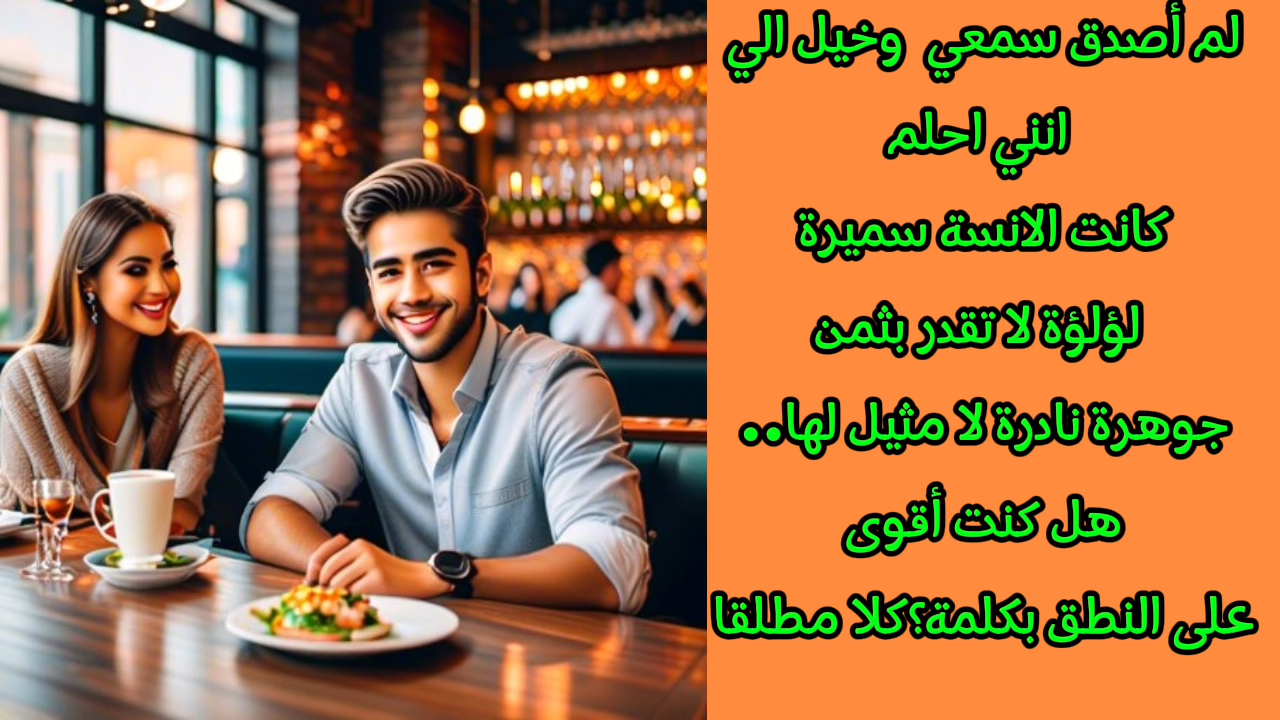 لم أصدق سمعي وخيل الي
انني احلم
كانت الانسة سميرة
لؤلؤة لا تقدر بثمن
جوهرة نادرة لا مثيل لها..
هل كنت أقوى
على النطق بكلمة؟كلا مطلقا